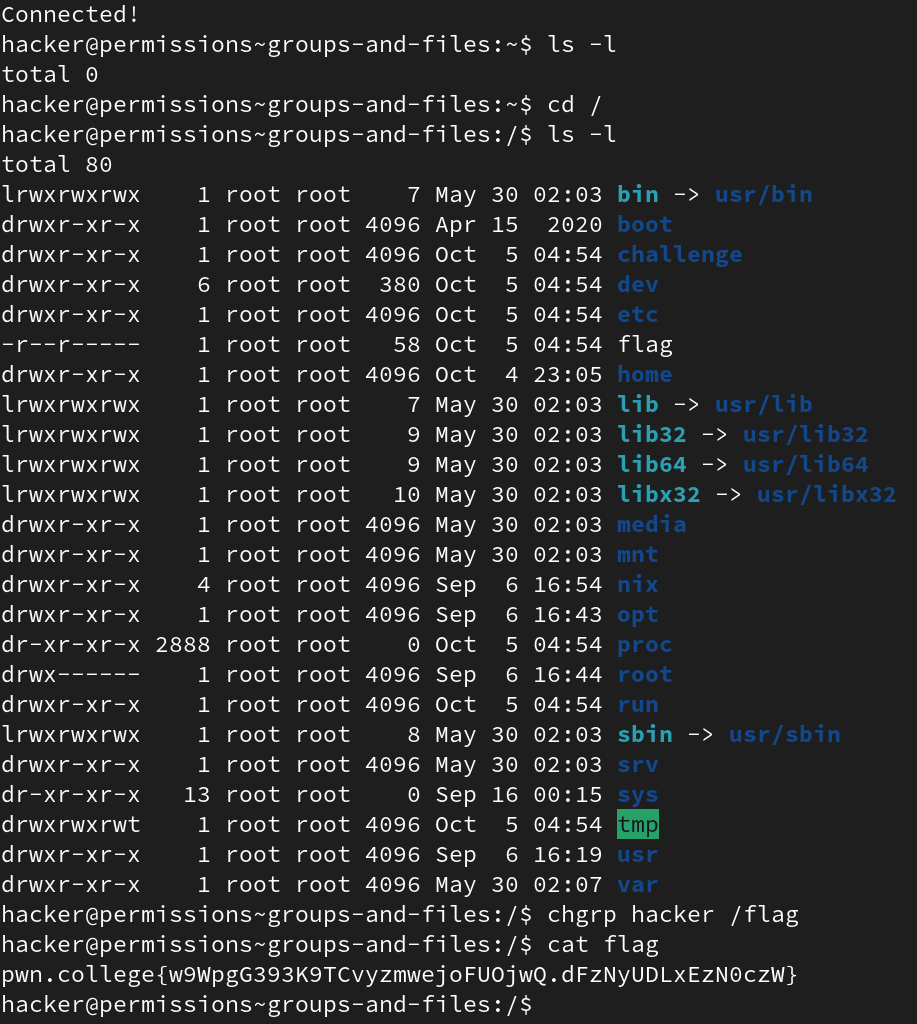 Connected!
hacker@permissions~groups-and-files:~$ ls -l
total 0
hacker@permissions~groups-and-files:~$ cd /
hacker@permissions~groups-and-files:/$ ls -l
total 80
lrwxrwxrwx    1 root root    7 May 30 02:03 bin -> usr/bin
drwxr-xr-x    1 root root 4096 Apr 15  2020 boot
drwxr-xr-x    1 root root 4096 Oct  5 04:54 challenge
drwxr-xr-x    6 root root  380 Oct  5 04:54 dev
drwxr-xr-x    1 root root 4096 Oct  5 04:54 etc
-r--r-----    1 root root   58 Oct  5 04:54 flag
drwxr-xr-x    1 root root 4096 Oct  4 23:05 home
lrwxrwxrwx    1 root root    7 May 30 02:03 lib -> usr/lib
lrwxrwxrwx    1 root root    9 May 30 02:03 lib32 -> usr/lib32
lrwxrwxrwx    1 root root    9 May 30 02:03 lib64 -> usr/lib64
lrwxrwxrwx    1 root root   10 May 30 02:03 libx32 -> usr/libx32
drwxr-xr-x    1 root root 4096 May 30 02:03 media
drwxr-xr-x    1 root root 4096 May 30 02:03 mnt
drwxr-xr-x    4 root root 4096 Sep  6 16:54 nix
drwxr-xr-x    1 root root 4096 Sep  6 16:43 opt
dr-xr-xr-x 2888 root root    0 Oct  5 04:54 proc
drwx------    1 root root 4096 Sep  6 16:44 root
drwxr-xr-x    1 root root 4096 Oct  5 04:54 run
lrwxrwxrwx    1 root root    8 May 30 02:03 sbin -> usr/sbin
drwxr-xr-x    1 root root 4096 May 30 02:03 srv
dr-xr-xr-x   13 root root    0 Sep 16 00:15 sys
drwxrwxrwt    1 root root 4096 Oct  5 04:54 tmp
drwxr-xr-x    1 root root 4096 Sep  6 16:19 usr
drwxr-xr-x    1 root root 4096 May 30 02:07 var
hacker@permissions~groups-and-files:/$ chgrp hacker /flag
hacker@permissions~groups-and-files:/$ cat flag
pwn.college{w9WpgG393K9TCvyzmwejoFUOjwQ.dFzNyUDLxEzN0czW}
hacker@permissions~groups-and-files:/$